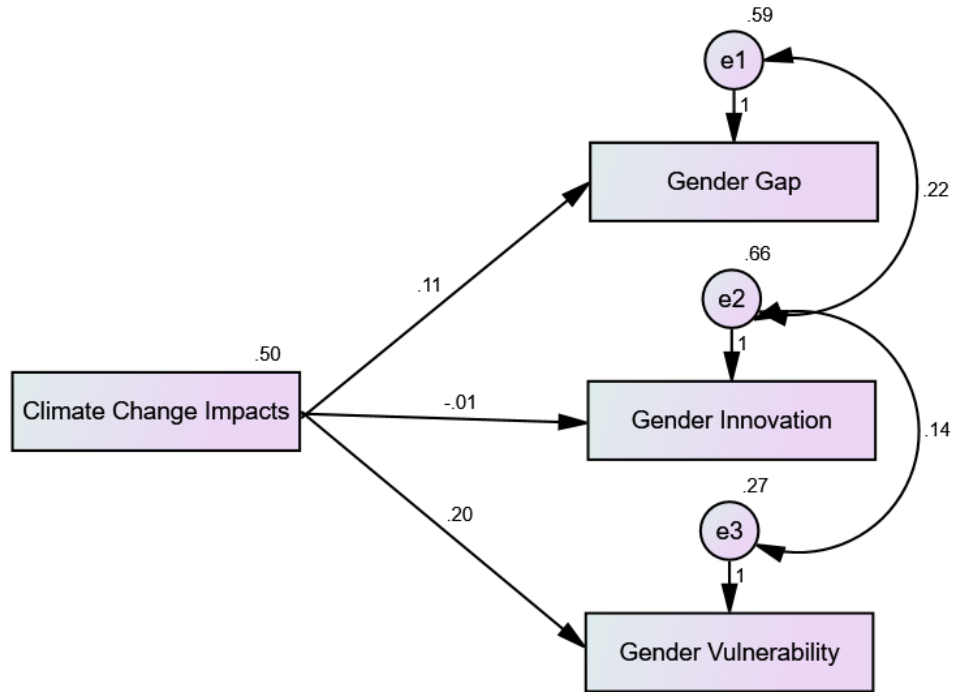 .59
e1
1
Gender Gap
.22
.66
e2
.11
1
.50
Climate Change Impacts
-.01
Gender Innovation
.14
.27
.20
e3
1
Gender Vulnerability